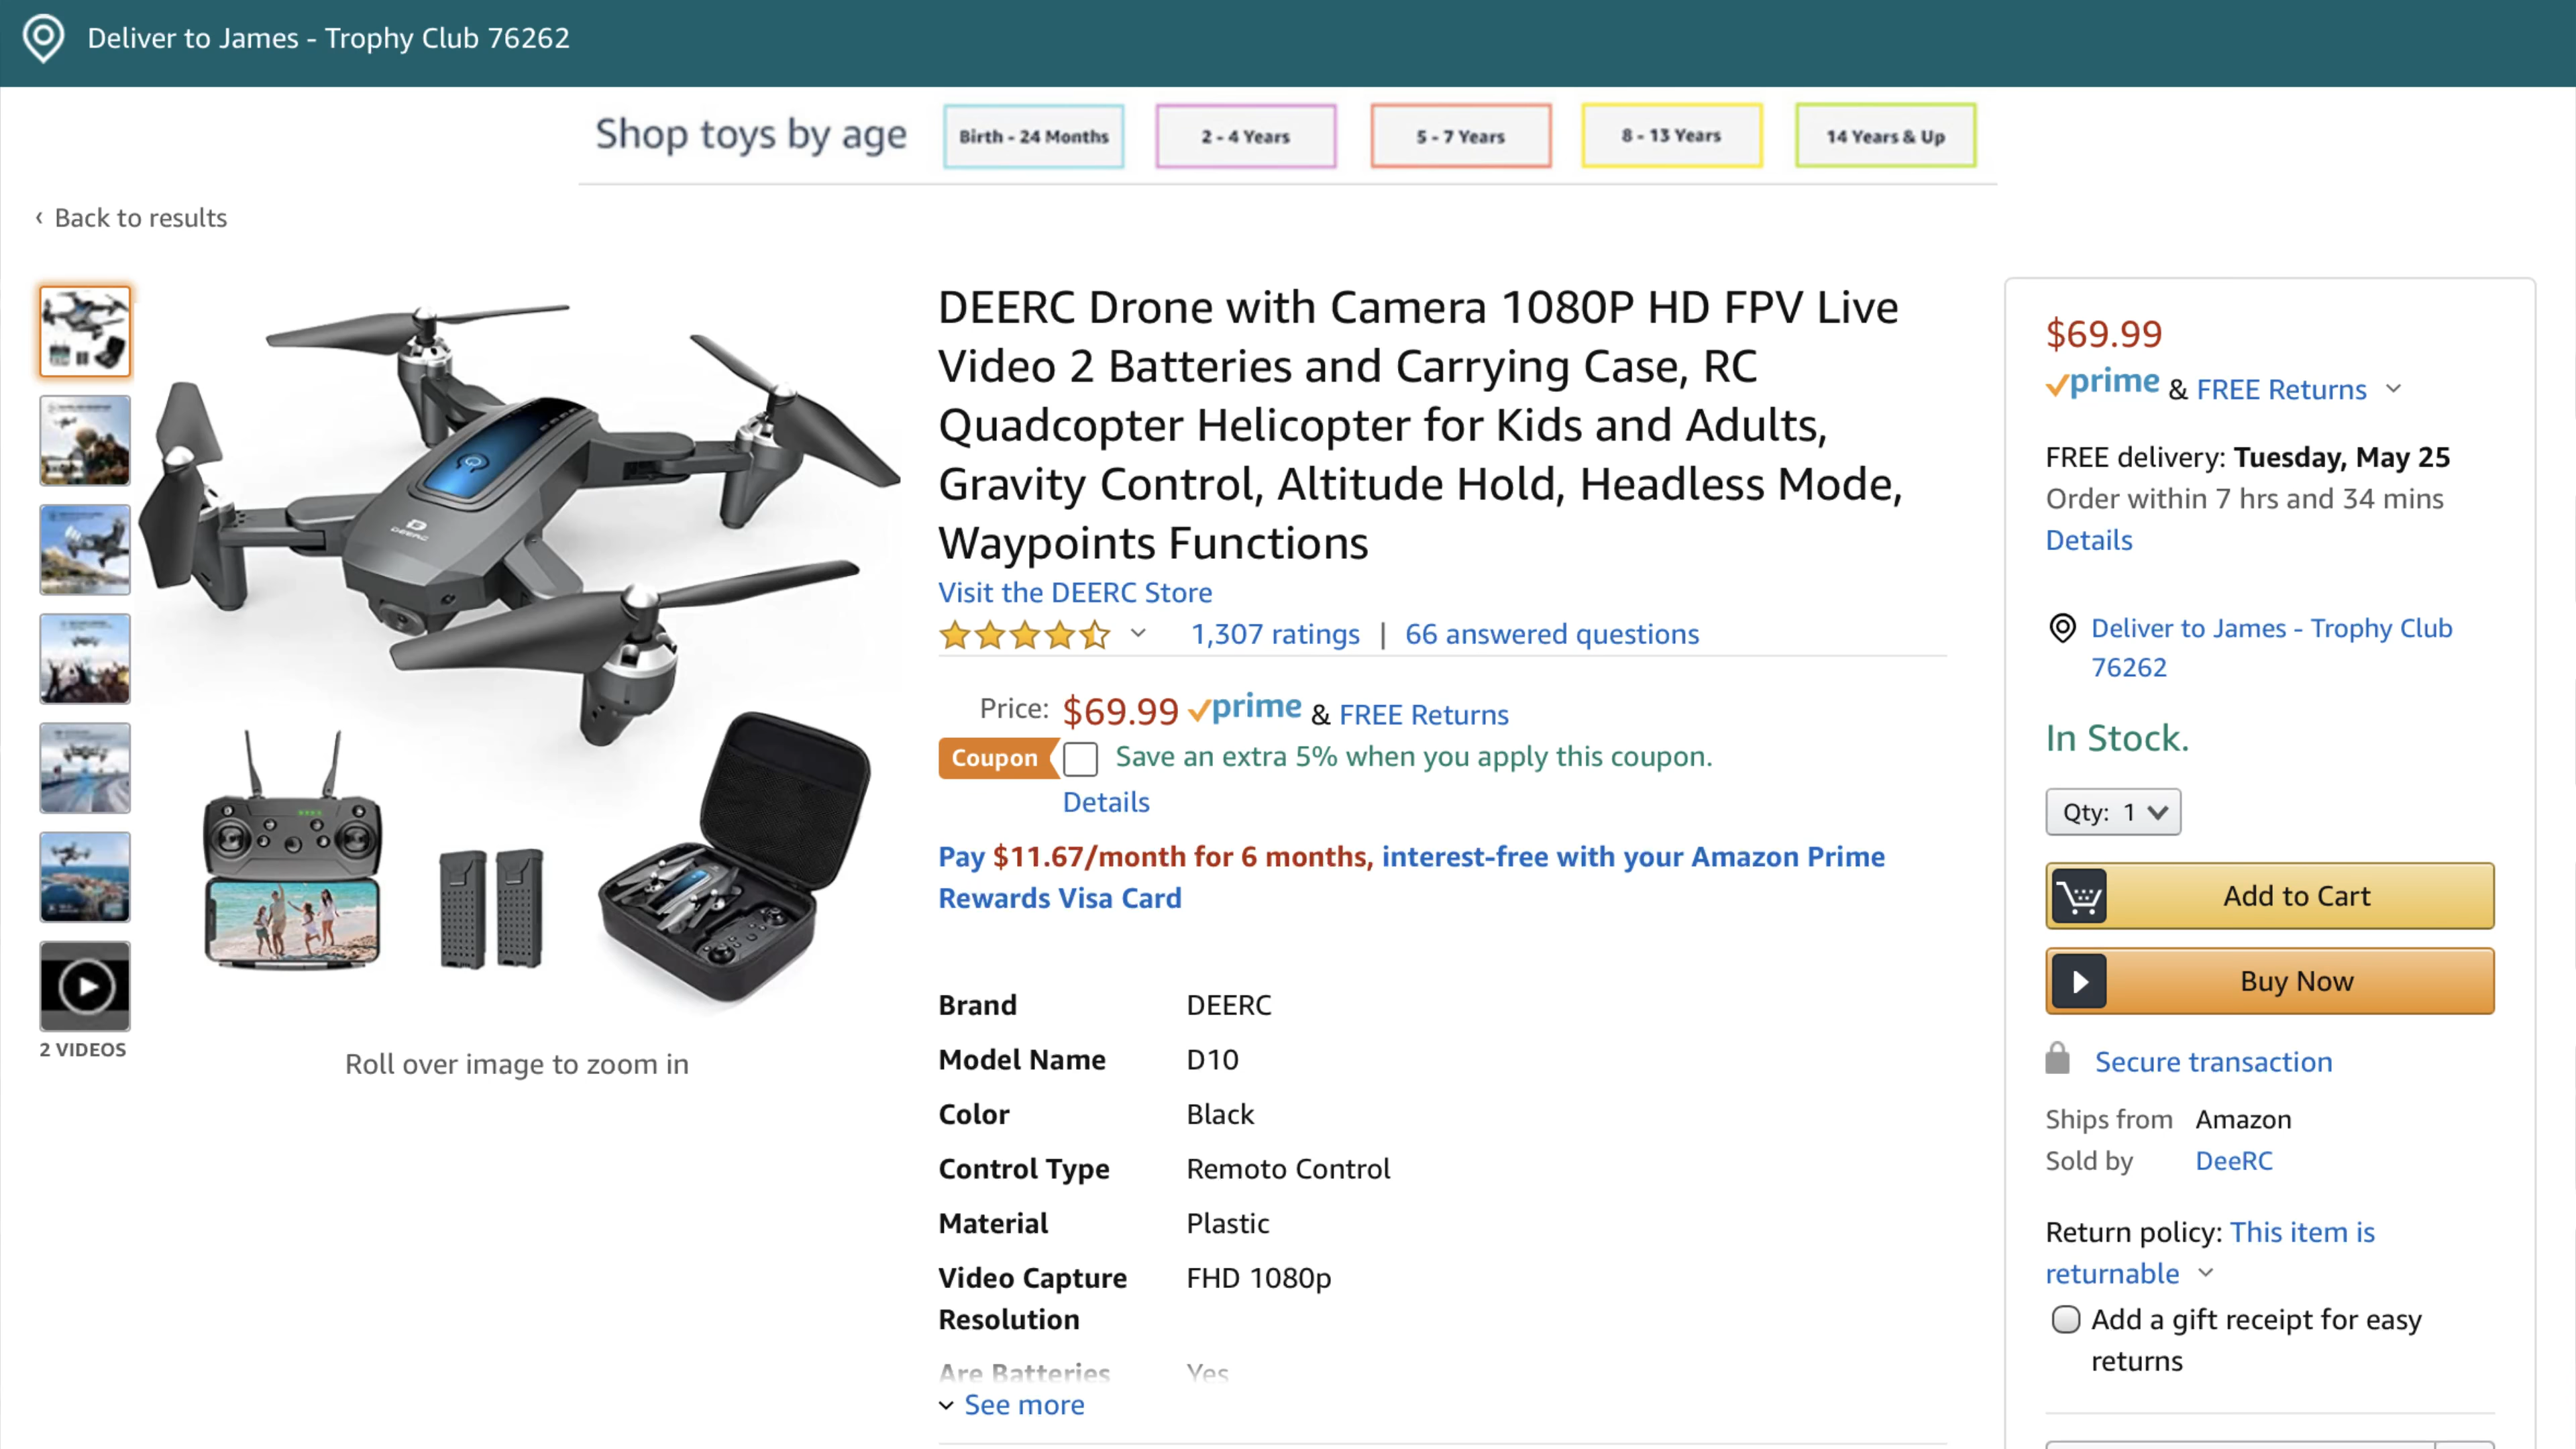 Deliver to James - Trophy Club 76262
Shop toys by age
Birth - 24 Months
2 - 4 Years
5 - 7 Years
8 - 13 Years
14 Years & Up
‹ Back to results
DEERC
2 VIDEOS
Roll over image to zoom in
DEERC Drone with Camera 1080P HD FPV Live
Video 2 Batteries and Carrying Case, RC
Quadcopter Helicopter for Kids and Adults,
Gravity Control, Altitude Hold, Headless Mode,
Waypoints Functions
Visit the DEERC Store
1,307 ratings | 66 answered questions
Price: $69.99 prime & FREE Returns
Coupon Save an extra 5% when you apply this coupon.
Details
Pay $11.67/month for 6 months, interest-free with your Amazon Prime
Rewards Visa Card
Brand DEERC
Model Name D10
Color Black
Control Type Remoto Control
Material Plastic
Video Capture FHD 1080p
Resolution
Are Batteries Yes
See more
$69.99
prime & FREE Returns
FREE delivery: Tuesday, May 25
Order within 7 hrs and 34 mins
Details
Deliver to James - Trophy Club
76262
In Stock.
Qty: 1
Add to Cart
Buy Now
Secure transaction
Ships from Amazon
Sold by DeeRC
Return policy: This item is
returnable
Add a gift receipt for easy
returns